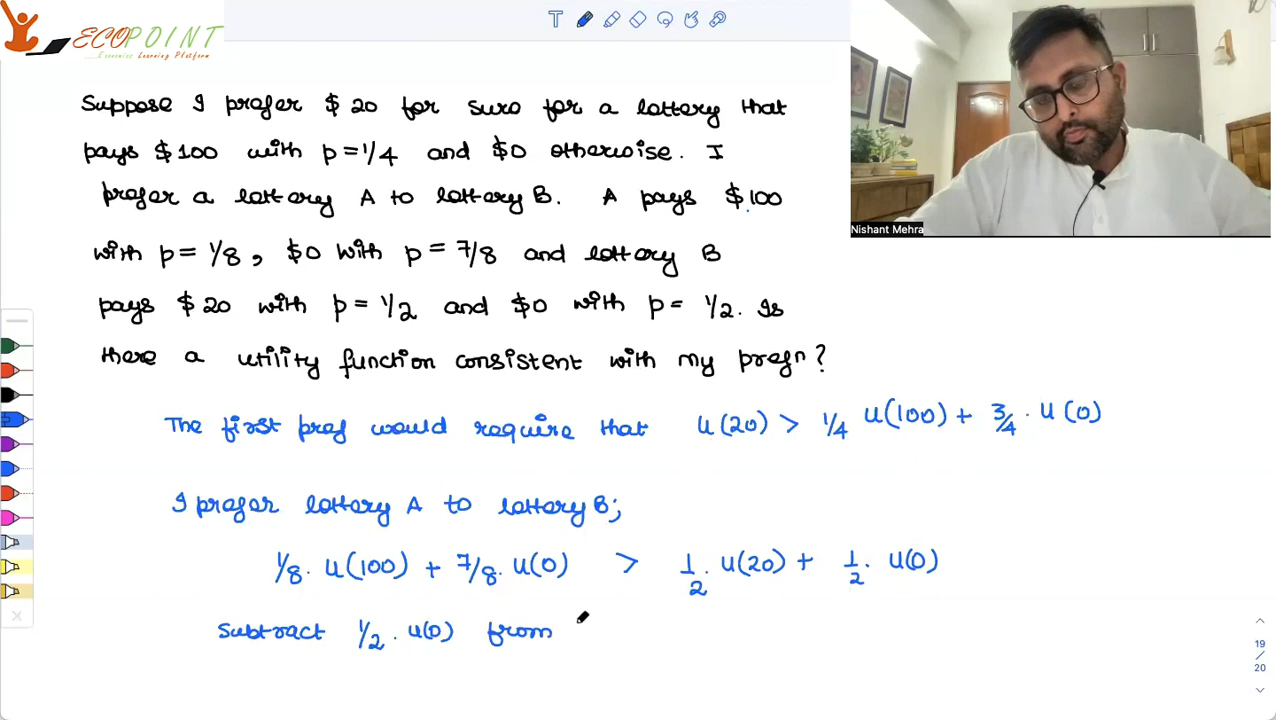 ECOPOINT
Economics Learning Platform
Suppose I prefer $20 for sure for a lottery that
pays $100 with p=1/4 and $0 otherwise. I
prefer a lottery A to lottery B. A pays $100
with p= 1/8, $0 with p= 7/8 and lottery B
pays $20 with p= 1/2 and $0 with p= 1/2. Is
there a utility function consistent with my prefn?
The first pref would require that u(20) > 1/4 u(100) + 3/4 · u(0)
I prefer lottery A to lottery B;
1/8 · u(100) + 7/8 · u(0) > 1/2 · u(20) + 1/2 · u(0)
Subtract 1/2 · u(0) from
Nishant Mehra
19
/
20